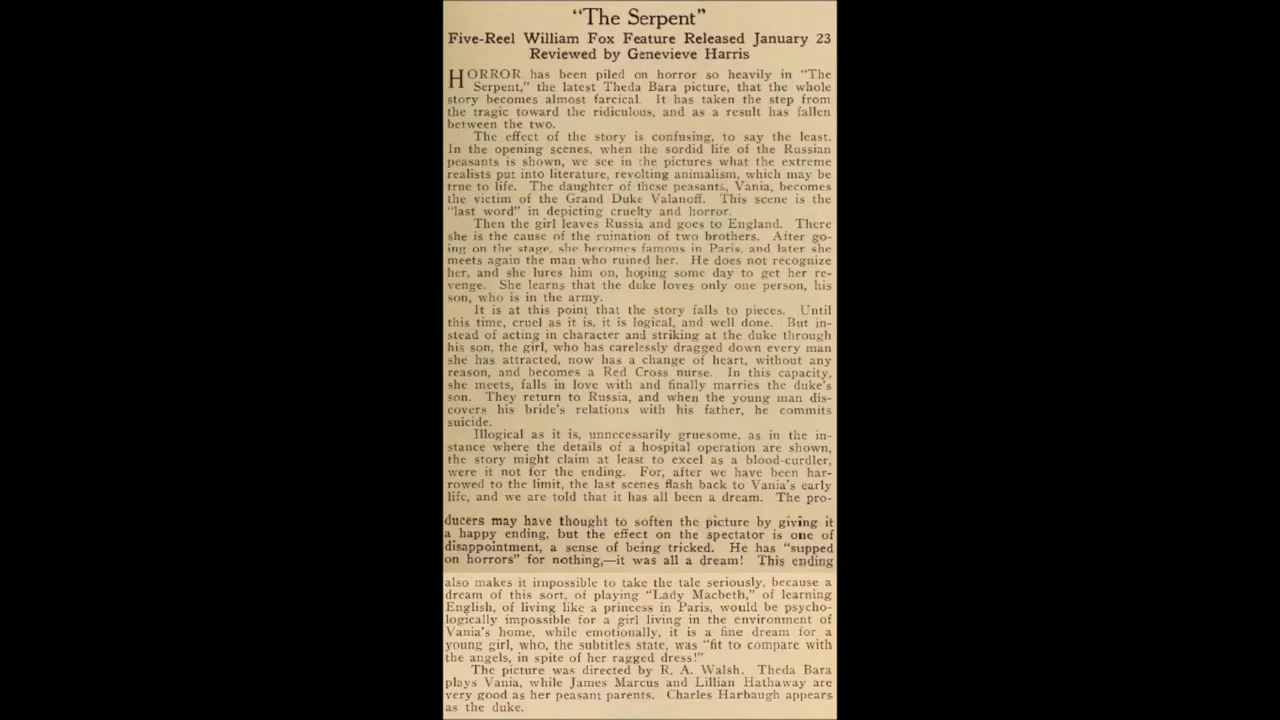 "The Serpent"
Five-Reel William Fox Feature Released January 23
Reviewed by Genevieve Harris
HORROR has been piled on horror so heavily in "The
Serpent," the latest Theda Bara picture, that the whole
story becomes almost farcical. It has taken the step from
the tragic toward the ridiculous, and as a result has fallen
between the two.
The effect of the story is confusing, to say the least.
In the opening scenes, when the sordid life of the Russian
peasants is shown, we see in the pictures what the extreme
realists put into literature, revolting animalism, which may be
true to life. The daughter of these peasants, Vania, becomes
the victim of the Grand Duke Valanoff. This scene is the
"last word" in depicting cruelty and horror.
Then the girl leaves Russia and goes to England. There
she is the cause of the ruination of two brothers. After go-
ing on the stage, she becomes famous in Paris, and later she
meets again the man who ruined her. He does not recognize
her, and she lures him on, hoping some day to get her re-
venge. She learns that the duke loves only one person, his
son, who is in the army.
It is at this point that the story falls to pieces. Until
this time, cruel as it is, it is logical, and well done. But in-
stead of acting in character and striking at the duke through
his son, the girl, who has carelessly dragged down every man
she has attracted, now has a change of heart, without any
reason, and becomes a Red Cross nurse. In this capacity,
she meets, falls in love with and finally marries the duke's
son. They return to Russia, and when the young man dis-
covers his bride's relations with his father, he commits
suicide.
Illogical as it is, unnecessarily gruesome, as in the in-
stance where the details of a hospital operation are shown,
the story might claim at least to excel as a blood-curdler,
were it not for the ending. For, after we have been har-
rowed to the limit, the last scenes flash back to Vania's early
life, and we are told that it has all been a dream. The pro-
ducers may have thought to soften the picture by giving it
a happy ending, but the effect on the spectator is one of
disappointment, a sense of being tricked. He has "supped
on horrors" for nothing,—it was all a dream! This ending
also makes it impossible to take the tale seriously, because a
dream of this sort, of playing "Lady Macbeth," of learning
English, of living like a princess in Paris, would be psycho-
logically impossible for a girl living in the environment of
Vania's home, while emotionally, it is a fine dream for a
young girl, who, the subtitles state, was "fit to compare with
the angels, in spite of her ragged dress!"
The picture was directed by R. A. Walsh. Theda Bara
plays Vania, while James Marcus and Lillian Hathaway are
very good as her peasant parents. Charles Harbaugh appears
as the duke.